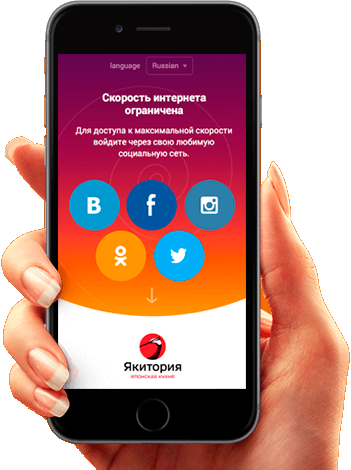 language Russian
Скорость интернета
ограничена
Для доступа к максимальной скорости
войдите через свою любимую
социальную сеть.
B f
Якитория
японская кухня